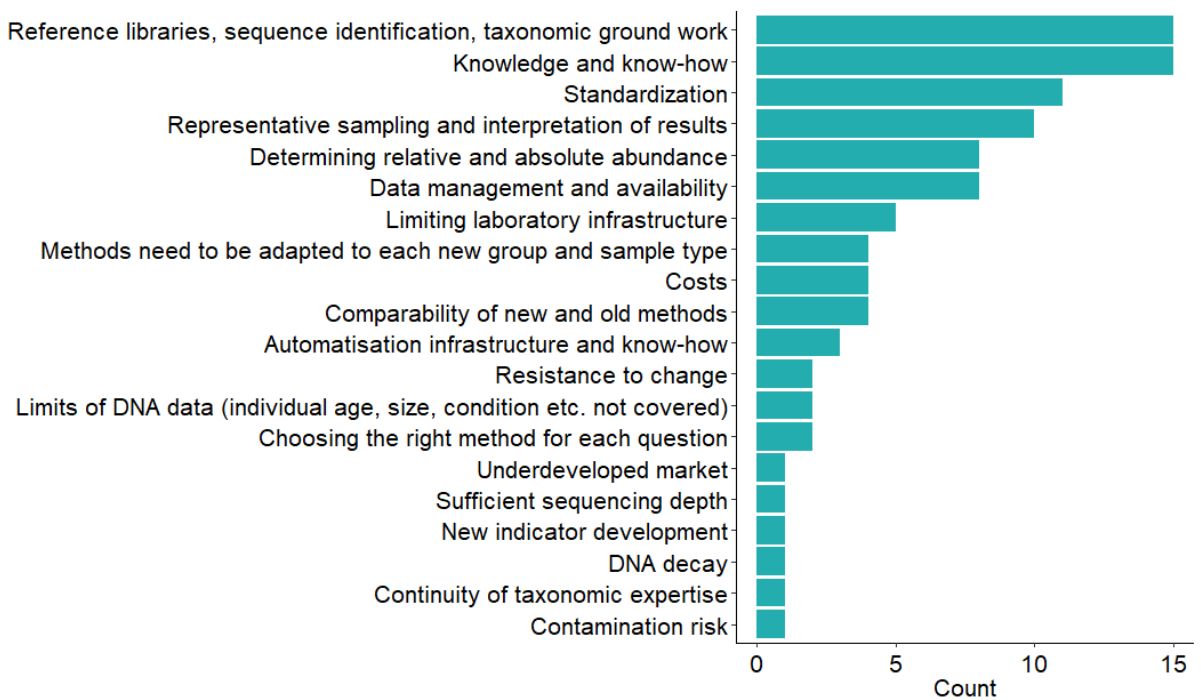 Reference libraries, sequence identification, taxonomic ground work
Knowledge and know-how
Standardization
Representative sampling and interpretation of results
Determining relative and absolute abundance
Data management and availability
Limiting laboratory infrastructure
Methods need to be adapted to each new group and sample type
Costs
Comparability of new and old methods
Automatisation infrastructure and know-how
Resistance to change
Limits of DNA data (individual age, size, condition etc. not covered)
Choosing the right method for each question
Underdeveloped market
Sufficient sequencing depth
New indicator development
DNA decay
Continuity of taxonomic expertise
Contamination risk
0 5 10 15
Count